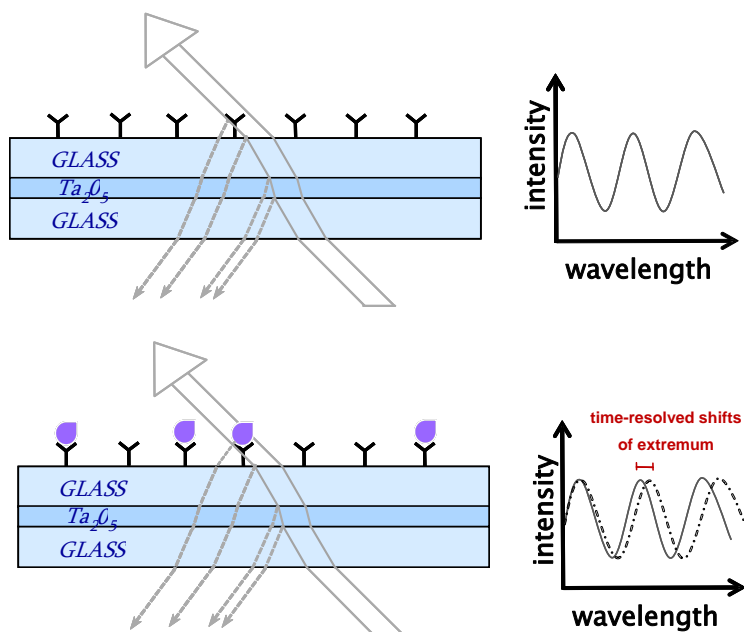 GLASS
Ta2O5
GLASS
intensity
wavelength
time-resolved shifts
of extremum
GLASS
Ta2O5
GLASS
intensity
wavelength